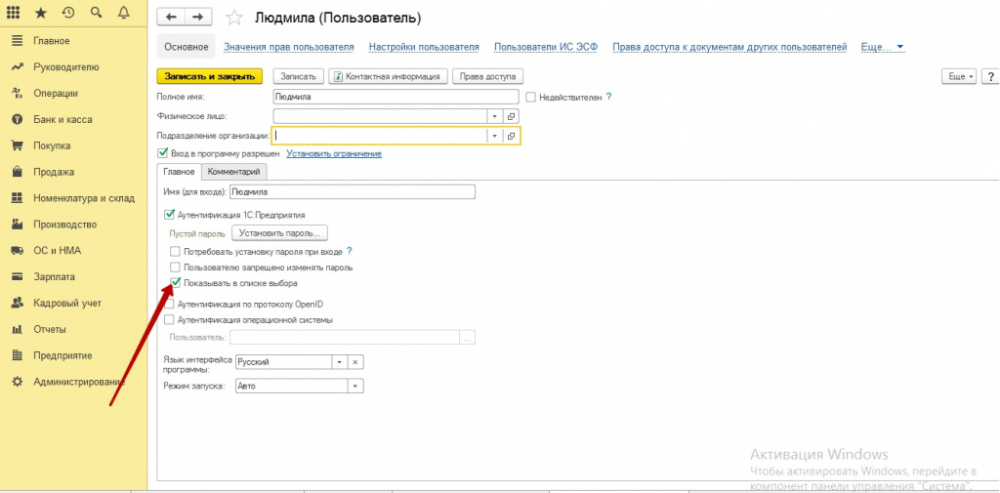 Людмила (Пользователь)
Основное Значения прав пользователя Настройки пользователя Пользователи ИС ЭСФ Права доступа к документам других пользователей Еще...
Записать и закрыть Записать Контактная информация Права доступа Еще ?
Полное имя: Людмила Недействителен ?
Физическое лицо:
Подразделение организации:
Вход в программу разрешен Установить ограничение
Главное Комментарий
Имя (для входа): Людмила
Аутентификация 1С:Предприятия
Пустой пароль Установить пароль...
Потребовать установку пароля при входе ?
Пользователю запрещено изменять пароль
Показывать в списке выбора
Аутентификация по протоколу OpenID
Аутентификация операционной системы
Пользователь: ...
Язык интерфейса
программы: Русский
Режим запуска: Авто
Главное
Руководителю
Операции
Банк и касса
Покупка
Продажа
Номенклатура и склад
Производство
ОС и НМА
Зарплата
Кадровый учет
Отчеты
Предприятие
Администрирование
Активация Windows
Чтобы активировать Windows, перейдите в
компонент панели управления "Система".